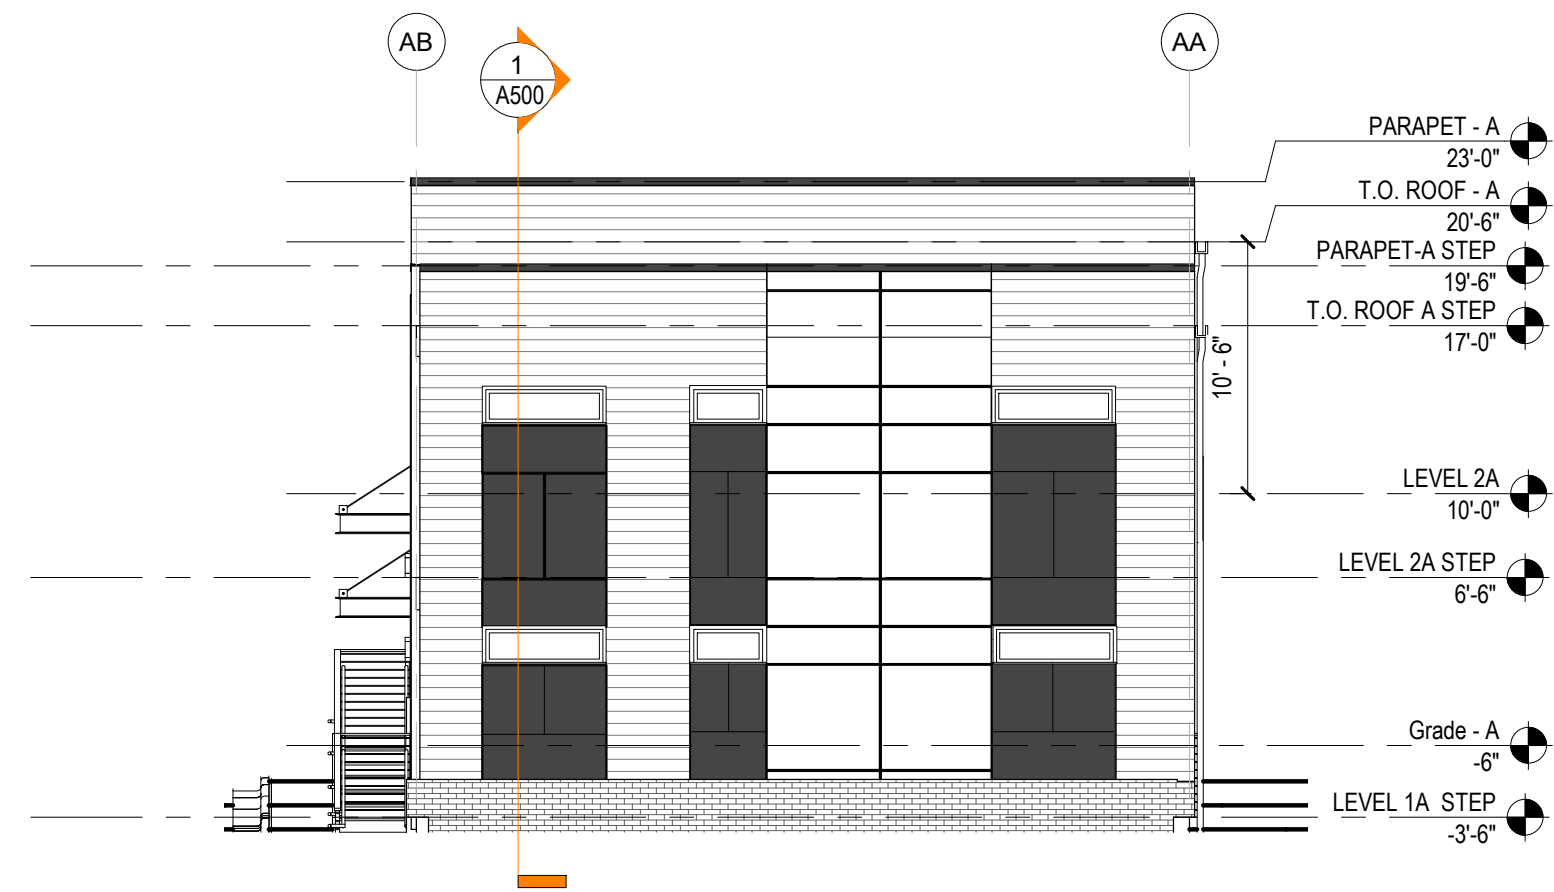 AB
1
A500
AA
PARAPET - A
23'-0"
T.O. ROOF - A
20'-6"
PARAPET-A STEP
19'-6"
T.O. ROOF A STEP
17'-0"
10' - 6"
LEVEL 2A
10'-0"
LEVEL 2A STEP
6'-6"
Grade - A
-6"
LEVEL 1A STEP
-3'-6"